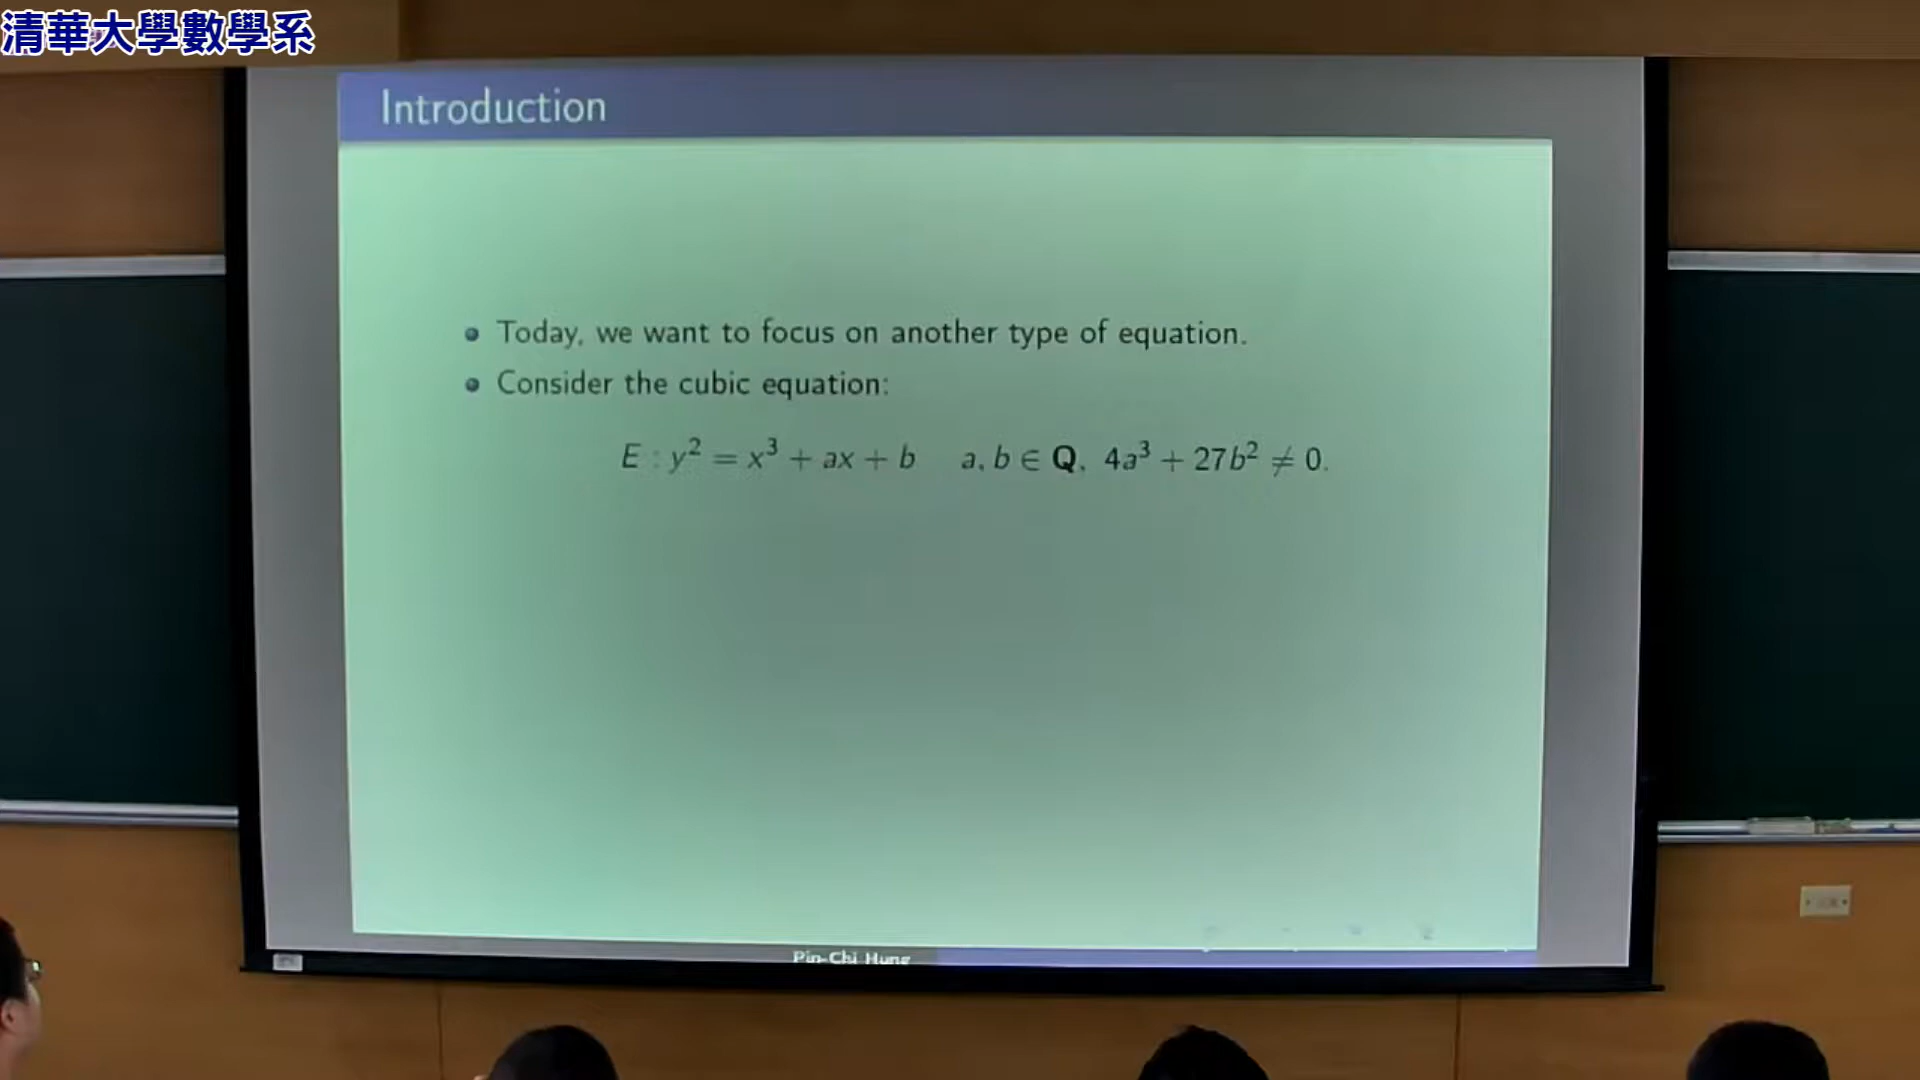 清華大學數學系
Introduction
Today, we want to focus on another type of equation.
Consider the cubic equation:
E : y² = x³ + ax + b  a, b ∈ Q, 4a³ + 27b² ≠ 0.
Pin-Chi Hung